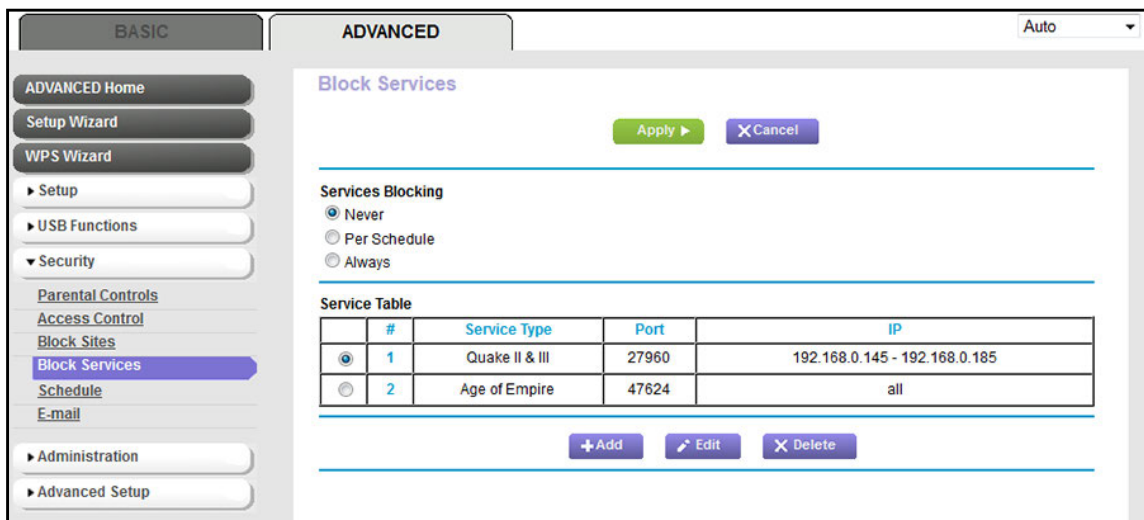 BASIC
ADVANCED
Auto
ADVANCED Home
Setup Wizard
WPS Wizard
Setup
USB Functions
Security
Parental Controls
Access Control
Block Sites
Block Services
Schedule
E-mail
Administration
Advanced Setup
Block Services
Apply
Cancel
Services Blocking
Never
Per Schedule
Always
Service Table
# Service Type Port IP
1 Quake II & III 27960 192.168.0.145 - 192.168.0.185
2 Age of Empire 47624 all
Add Edit Delete